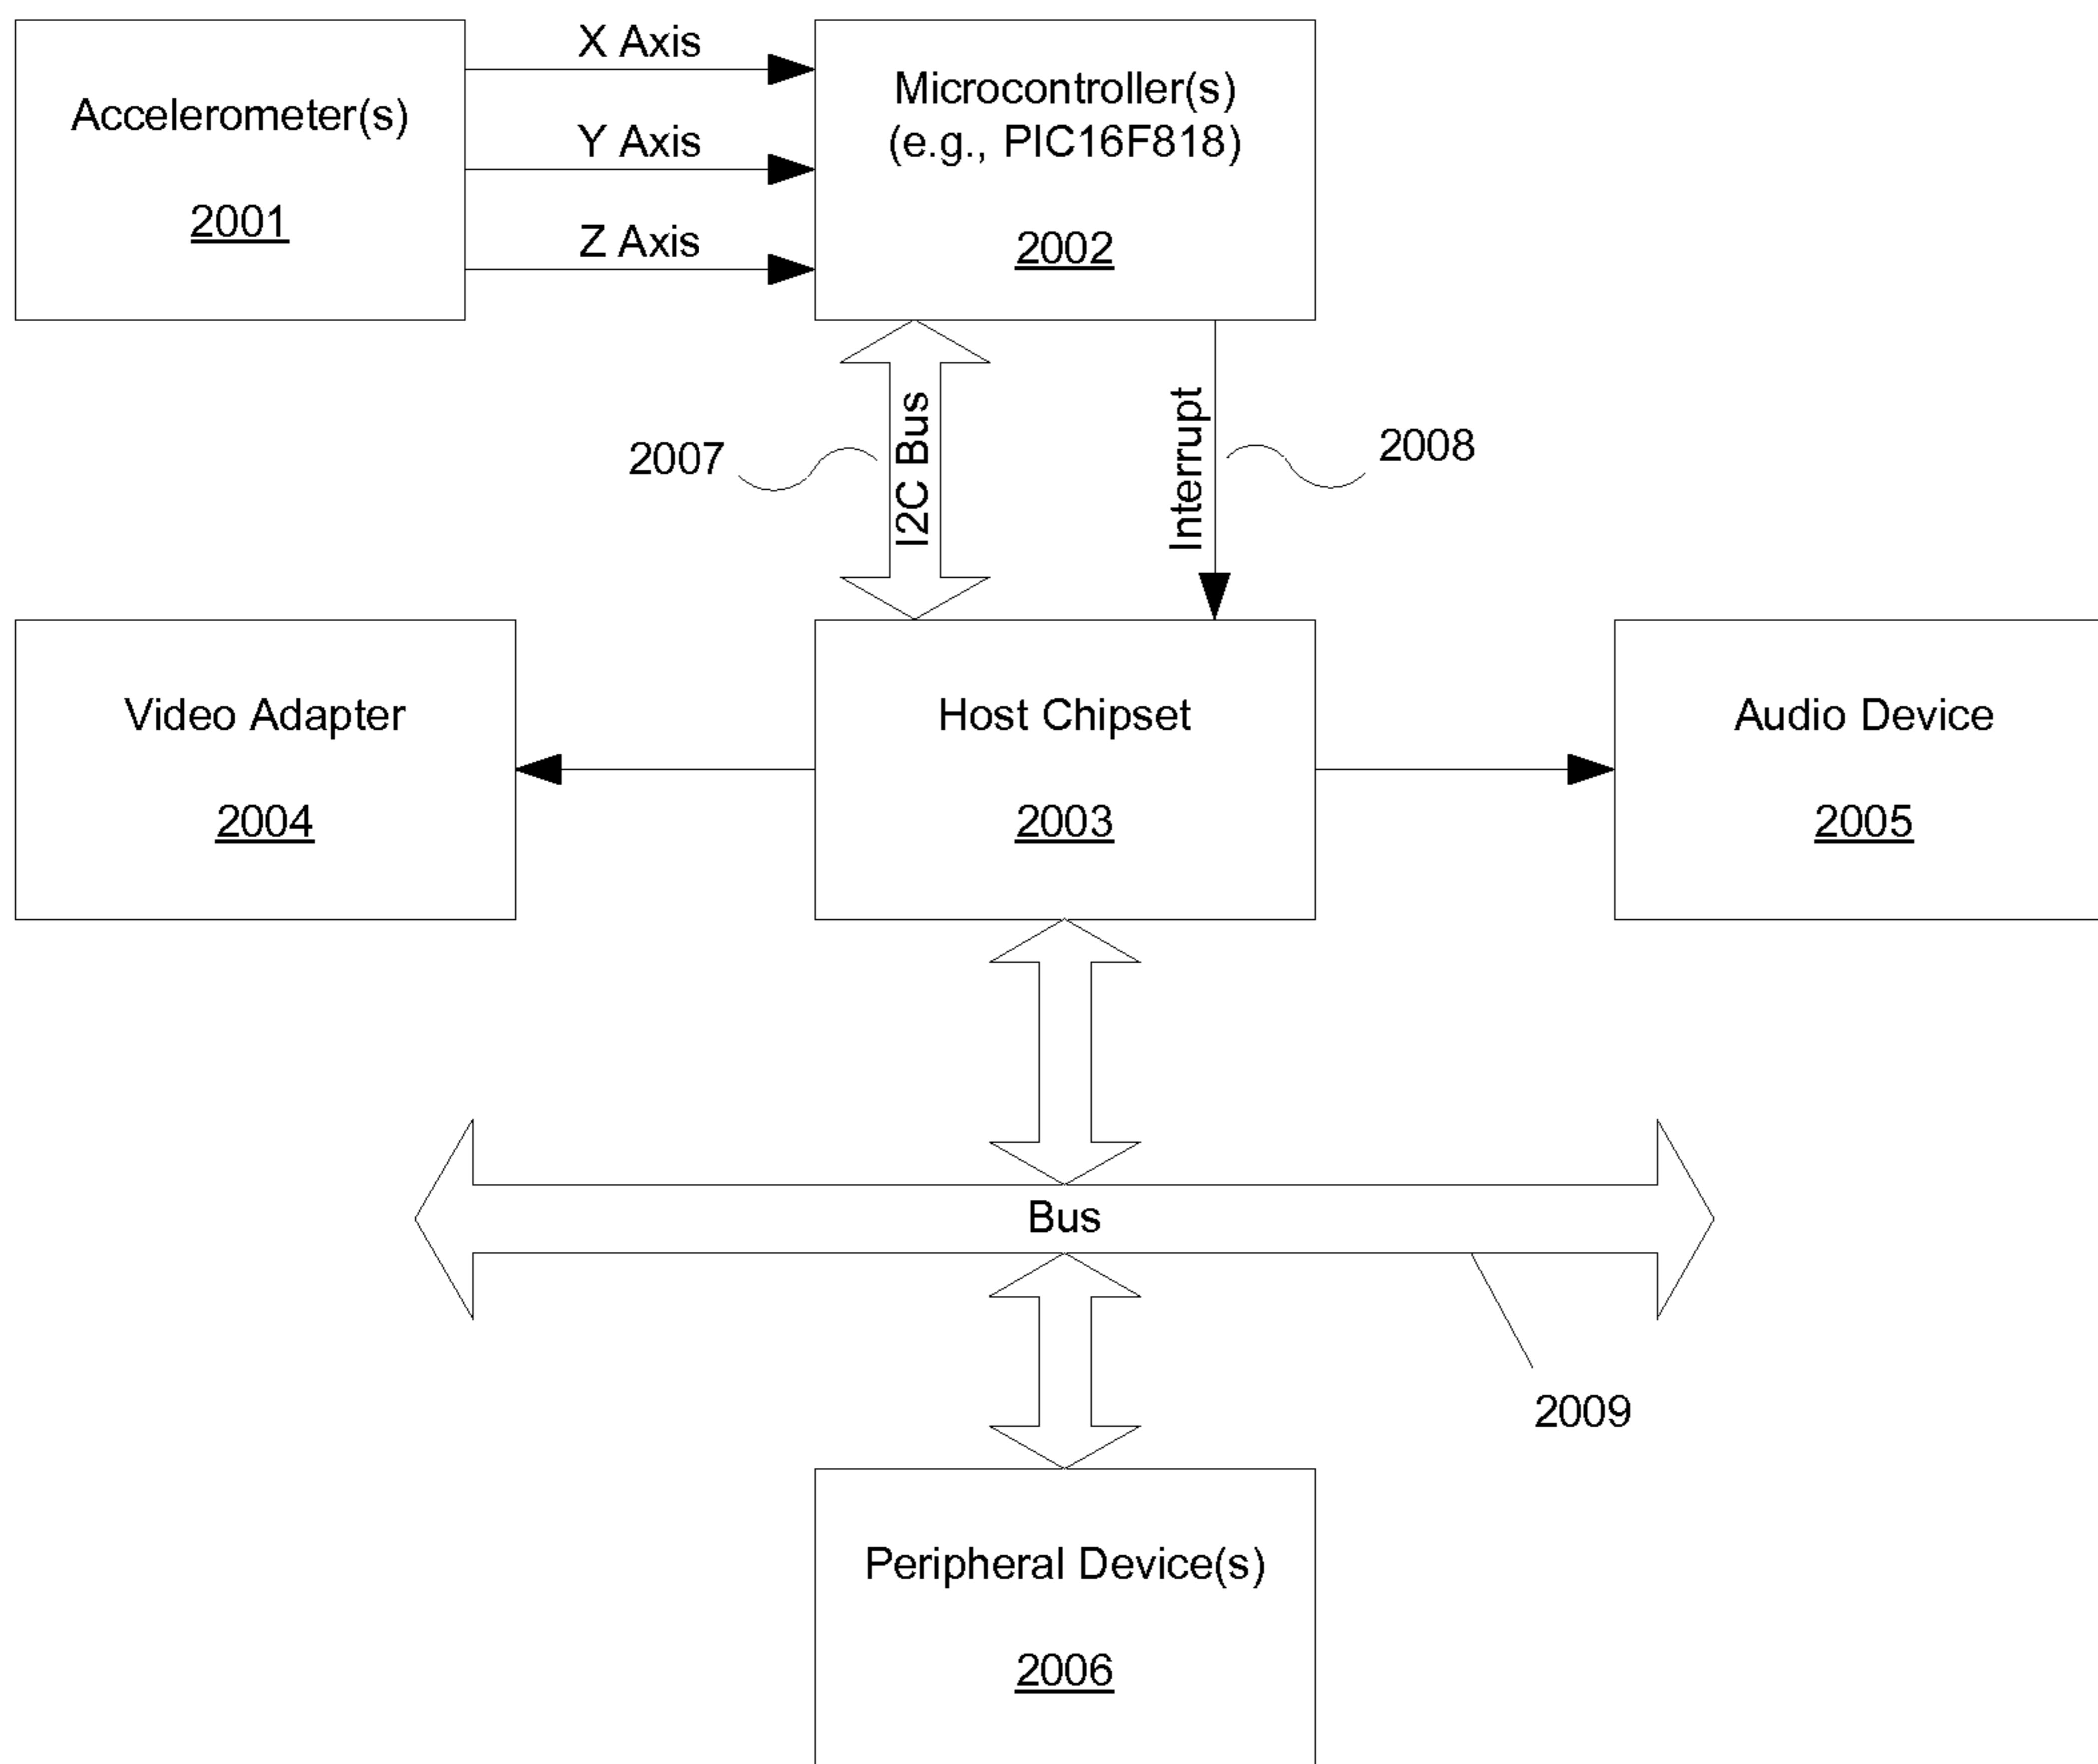 Accelerometer(s)
2001
X Axis
Y Axis
Z Axis
Microcontroller(s)
(e.g., PIC16F818)
2002
2007
I2C Bus
Interrupt
2008
Video Adapter
2004
Host Chipset
2003
Audio Device
2005
Bus
2009
Peripheral Device(s)
2006